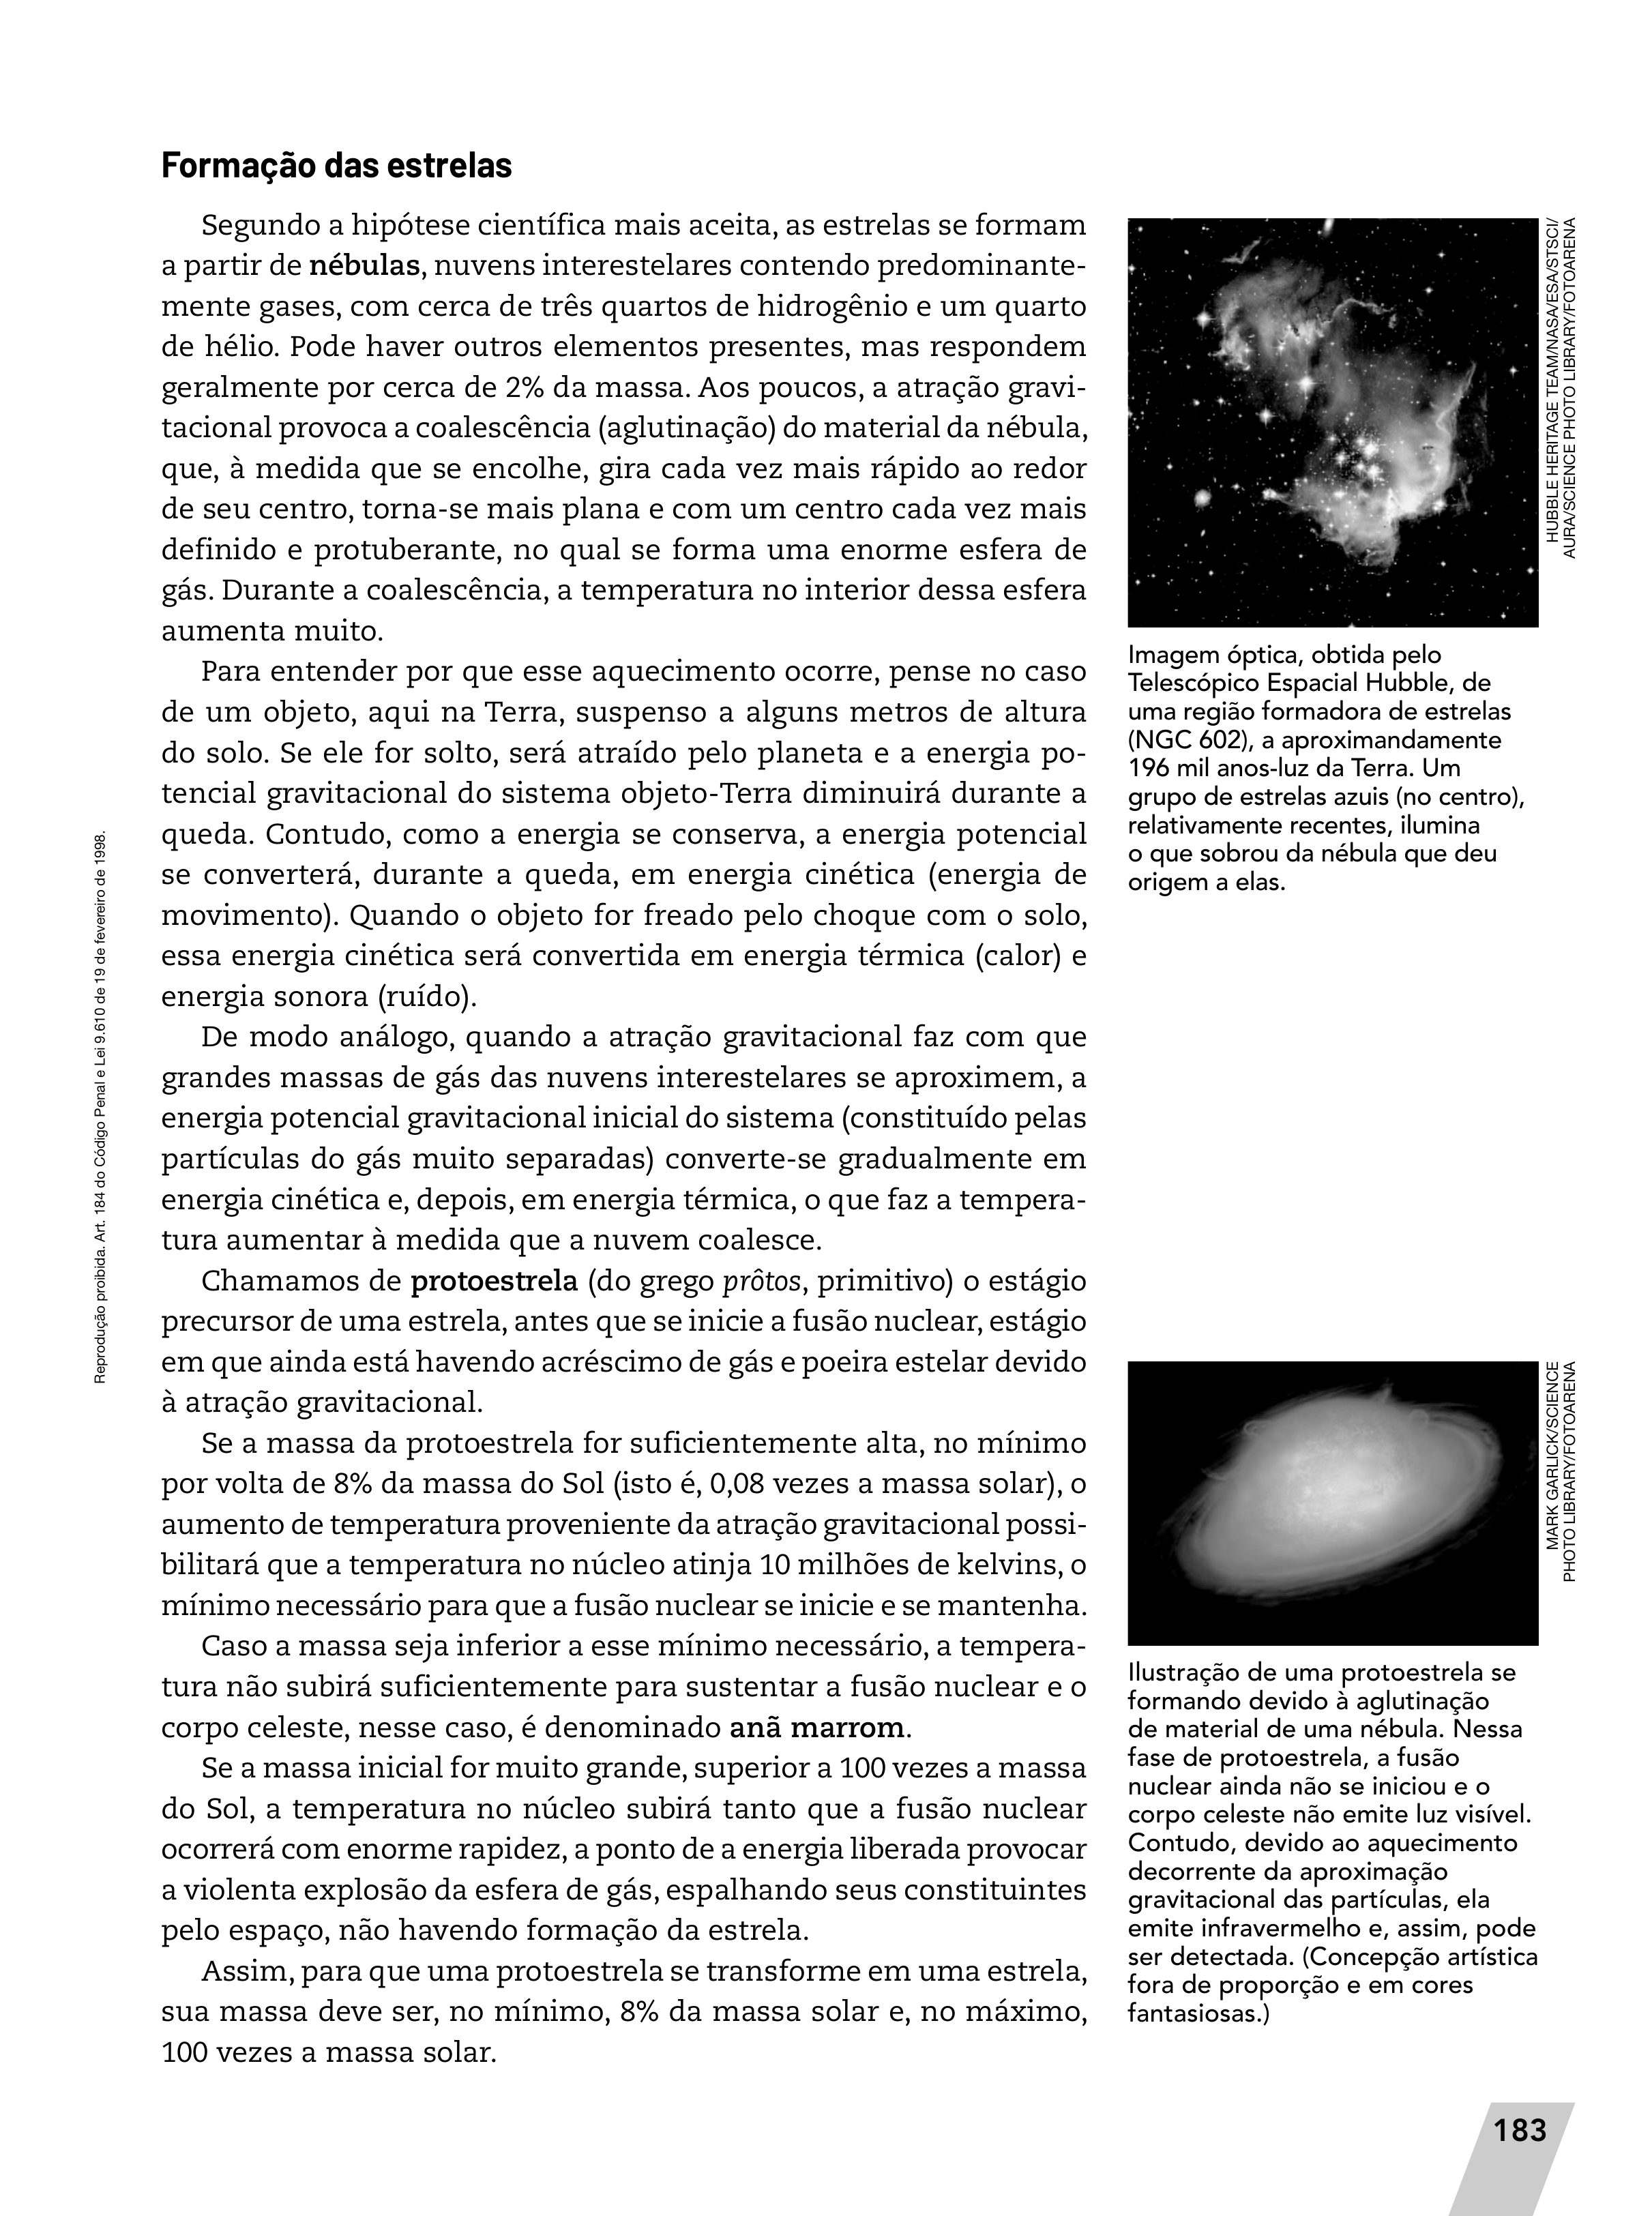 Formação das estrelas
Segundo a hipótese científica mais aceita, as estrelas se formam
a partir de nébulas, nuvens interestelares contendo predominante-
mente gases, com cerca de três quartos de hidrogênio e um quarto
de hélio. Pode haver outros elementos presentes, mas respondem
geralmente por cerca de 2% da massa. Aos poucos, a atração gravi-
tacional provoca a coalescência (aglutinação) do material da nébula,
que, à medida que se encolhe, gira cada vez mais rápido ao redor
de seu centro, torna-se mais plana e com um centro cada vez mais
definido e protuberante, no qual se forma uma enorme esfera de
gás. Durante a coalescência, a temperatura no interior dessa esfera
aumenta muito.
Para entender por que esse aquecimento ocorre, pense no caso
de um objeto, aqui na Terra, suspenso a alguns metros de altura
do solo. Se ele for solto, será atraído pelo planeta e a energia po-
tencial gravitacional do sistema objeto-Terra diminuirá durante a
queda. Contudo, como a energia se conserva, a energia potencial
se converterá, durante a queda, em energia cinética (energia de
movimento). Quando o objeto for freado pelo choque com o solo,
essa energia cinética será convertida em energia térmica (calor) e
energia sonora (ruído).
De modo análogo, quando a atração gravitacional faz com que
grandes massas de gás das nuvens interestelares se aproximem, a
energia potencial gravitacional inicial do sistema (constituído pelas
partículas do gás muito separadas) converte-se gradualmente em
energia cinética e, depois, em energia térmica, o que faz a tempera-
tura aumentar à medida que a nuvem coalesce.
Chamamos de protoestrela (do grego prôtos, primitivo) o estágio
precursor de uma estrela, antes que se inicie a fusão nuclear, estágio
em que ainda está havendo acréscimo de gás e poeira estelar devido
à atração gravitacional.
Se a massa da protoestrela for suficientemente alta, no mínimo
por volta de 8% da massa do Sol (isto é, 0,08 vezes a massa solar), o
aumento de temperatura proveniente da atração gravitacional possi-
bilitará que a temperatura no núcleo atinja 10 milhões de kelvins, o
mínimo necessário para que a fusão nuclear se inicie e se mantenha.
Caso a massa seja inferior a esse mínimo necessário, a tempera-
tura não subirá suficientemente para sustentar a fusão nuclear e o
corpo celeste, nesse caso, é denominado anã marrom.
Se a massa inicial for muito grande, superior a 100 vezes a massa
do Sol, a temperatura no núcleo subirá tanto que a fusão nuclear
ocorrerá com enorme rapidez, a ponto de a energia liberada provocar
a violenta explosão da esfera de gás, espalhando seus constituintes
pelo espaço, não havendo formação da estrela.
Assim, para que uma protoestrela se transforme em uma estrela,
sua massa deve ser, no mínimo, 8% da massa solar e, no máximo,
100 vezes a massa solar.
HUBBLE HERITAGE TEAM/NASA/ESA/STSCI/
AURA/SCIENCE PHOTO LIBRARY/FOTOARENA
Imagem óptica, obtida pelo
Telescópico Espacial Hubble, de
uma região formadora de estrelas
(NGC 602), a aproximandamente
196 mil anos-luz da Terra. Um
grupo de estrelas azuis (no centro),
relativamente recentes, ilumina
o que sobrou da nébula que deu
origem a elas.
MARK GARLICK/SCIENCE
PHOTO LIBRARY/FOTOARENA
Ilustração de uma protoestrela se
formando devido à aglutinação
de material de uma nébula. Nessa
fase de protoestrela, a fusão
nuclear ainda não se iniciou e o
corpo celeste não emite luz visível.
Contudo, devido ao aquecimento
decorrente da aproximação
gravitacional das partículas, ela
emite infravermelho e, assim, pode
ser detectada. (Concepção artística
fora de proporção e em cores
fantasiosas.)
Reprodução proibida. Art. 184 do Código Penal e Lei 9.610 de 19 de fevereiro de 1998.
183